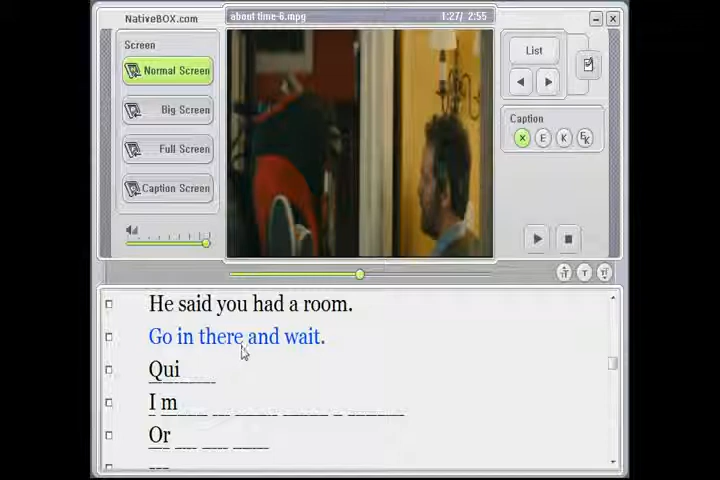 NativeBOX.com
about time-6.mpg
1:27/ 2:55
Screen
Normal Screen
Big Screen
Full Screen
Caption Screen
List
Caption
X E K EK
T T T
He said you had a room.
Go in there and wait.
Qui
I m
Or